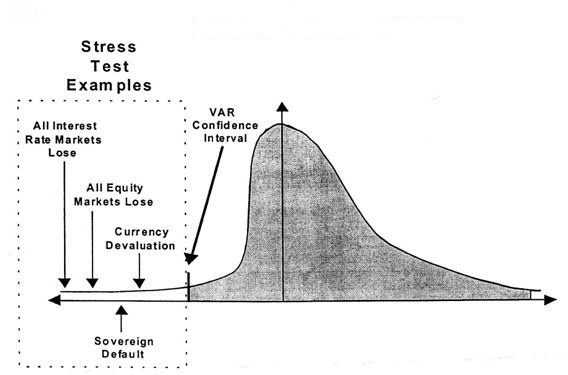 Stress
Test
Examples
VAR
Confidence
Interval
All Interest
Rate Markets
Lose
All Equity
Markets Lose
Currency
Devaluation
Sovereign
Default